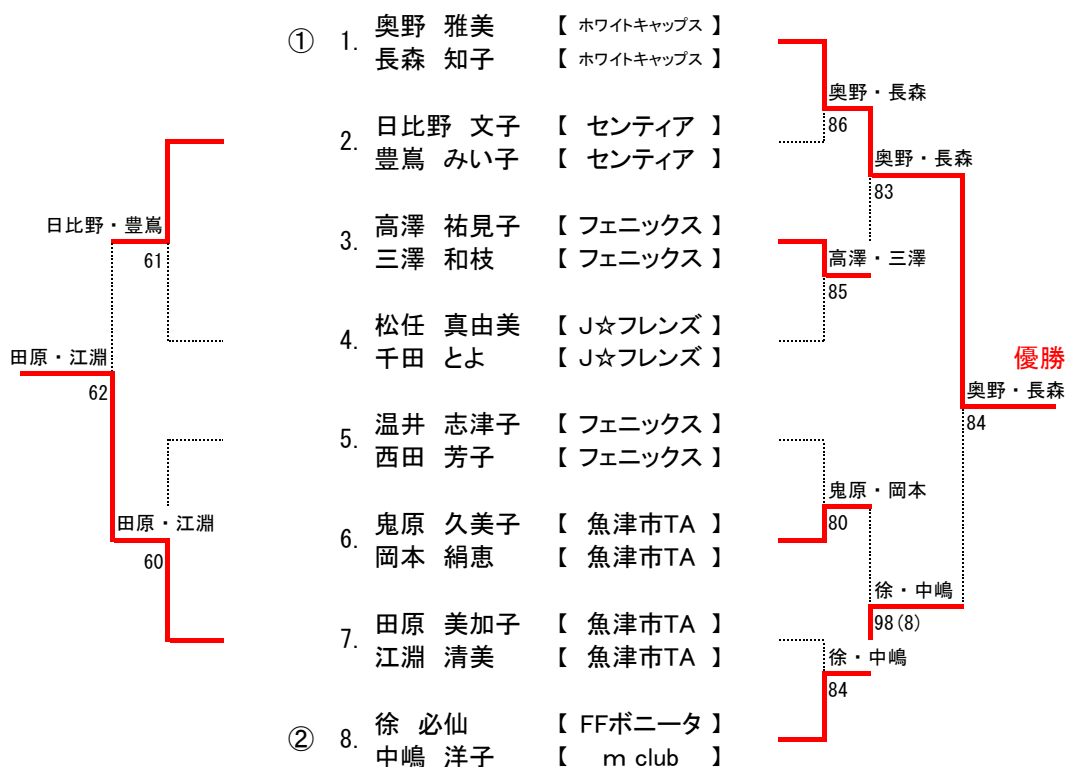 ① 1. 奥野 雅美 【 ホワイトキャップス 】
長森 知子 【 ホワイトキャップス 】
奥野・長森
86
2. 日比野 文子 【 センティア 】
豊嶌 みい子 【 センティア 】
奥野・長森
83
日比野・豊嶌
61
3. 高澤 祐見子 【 フェニックス 】
三澤 和枝 【 フェニックス 】
高澤・三澤
85
4. 松任 真由美 【 J☆フレンズ 】
千田 とよ 【 J☆フレンズ 】
田原・江淵
62
優勝
奥野・長森
84
5. 温井 志津子 【 フェニックス 】
西田 芳子 【 フェニックス 】
鬼原・岡本
80
6. 鬼原 久美子 【 魚津市TA 】
岡本 絹恵 【 魚津市TA 】
田原・江淵
60
徐・中嶋
98(8)
7. 田原 美加子 【 魚津市TA 】
江淵 清美 【 魚津市TA 】
徐・中嶋
84
② 8. 徐 必仙 【 FFボニータ 】
中嶋 洋子 【 m club 】